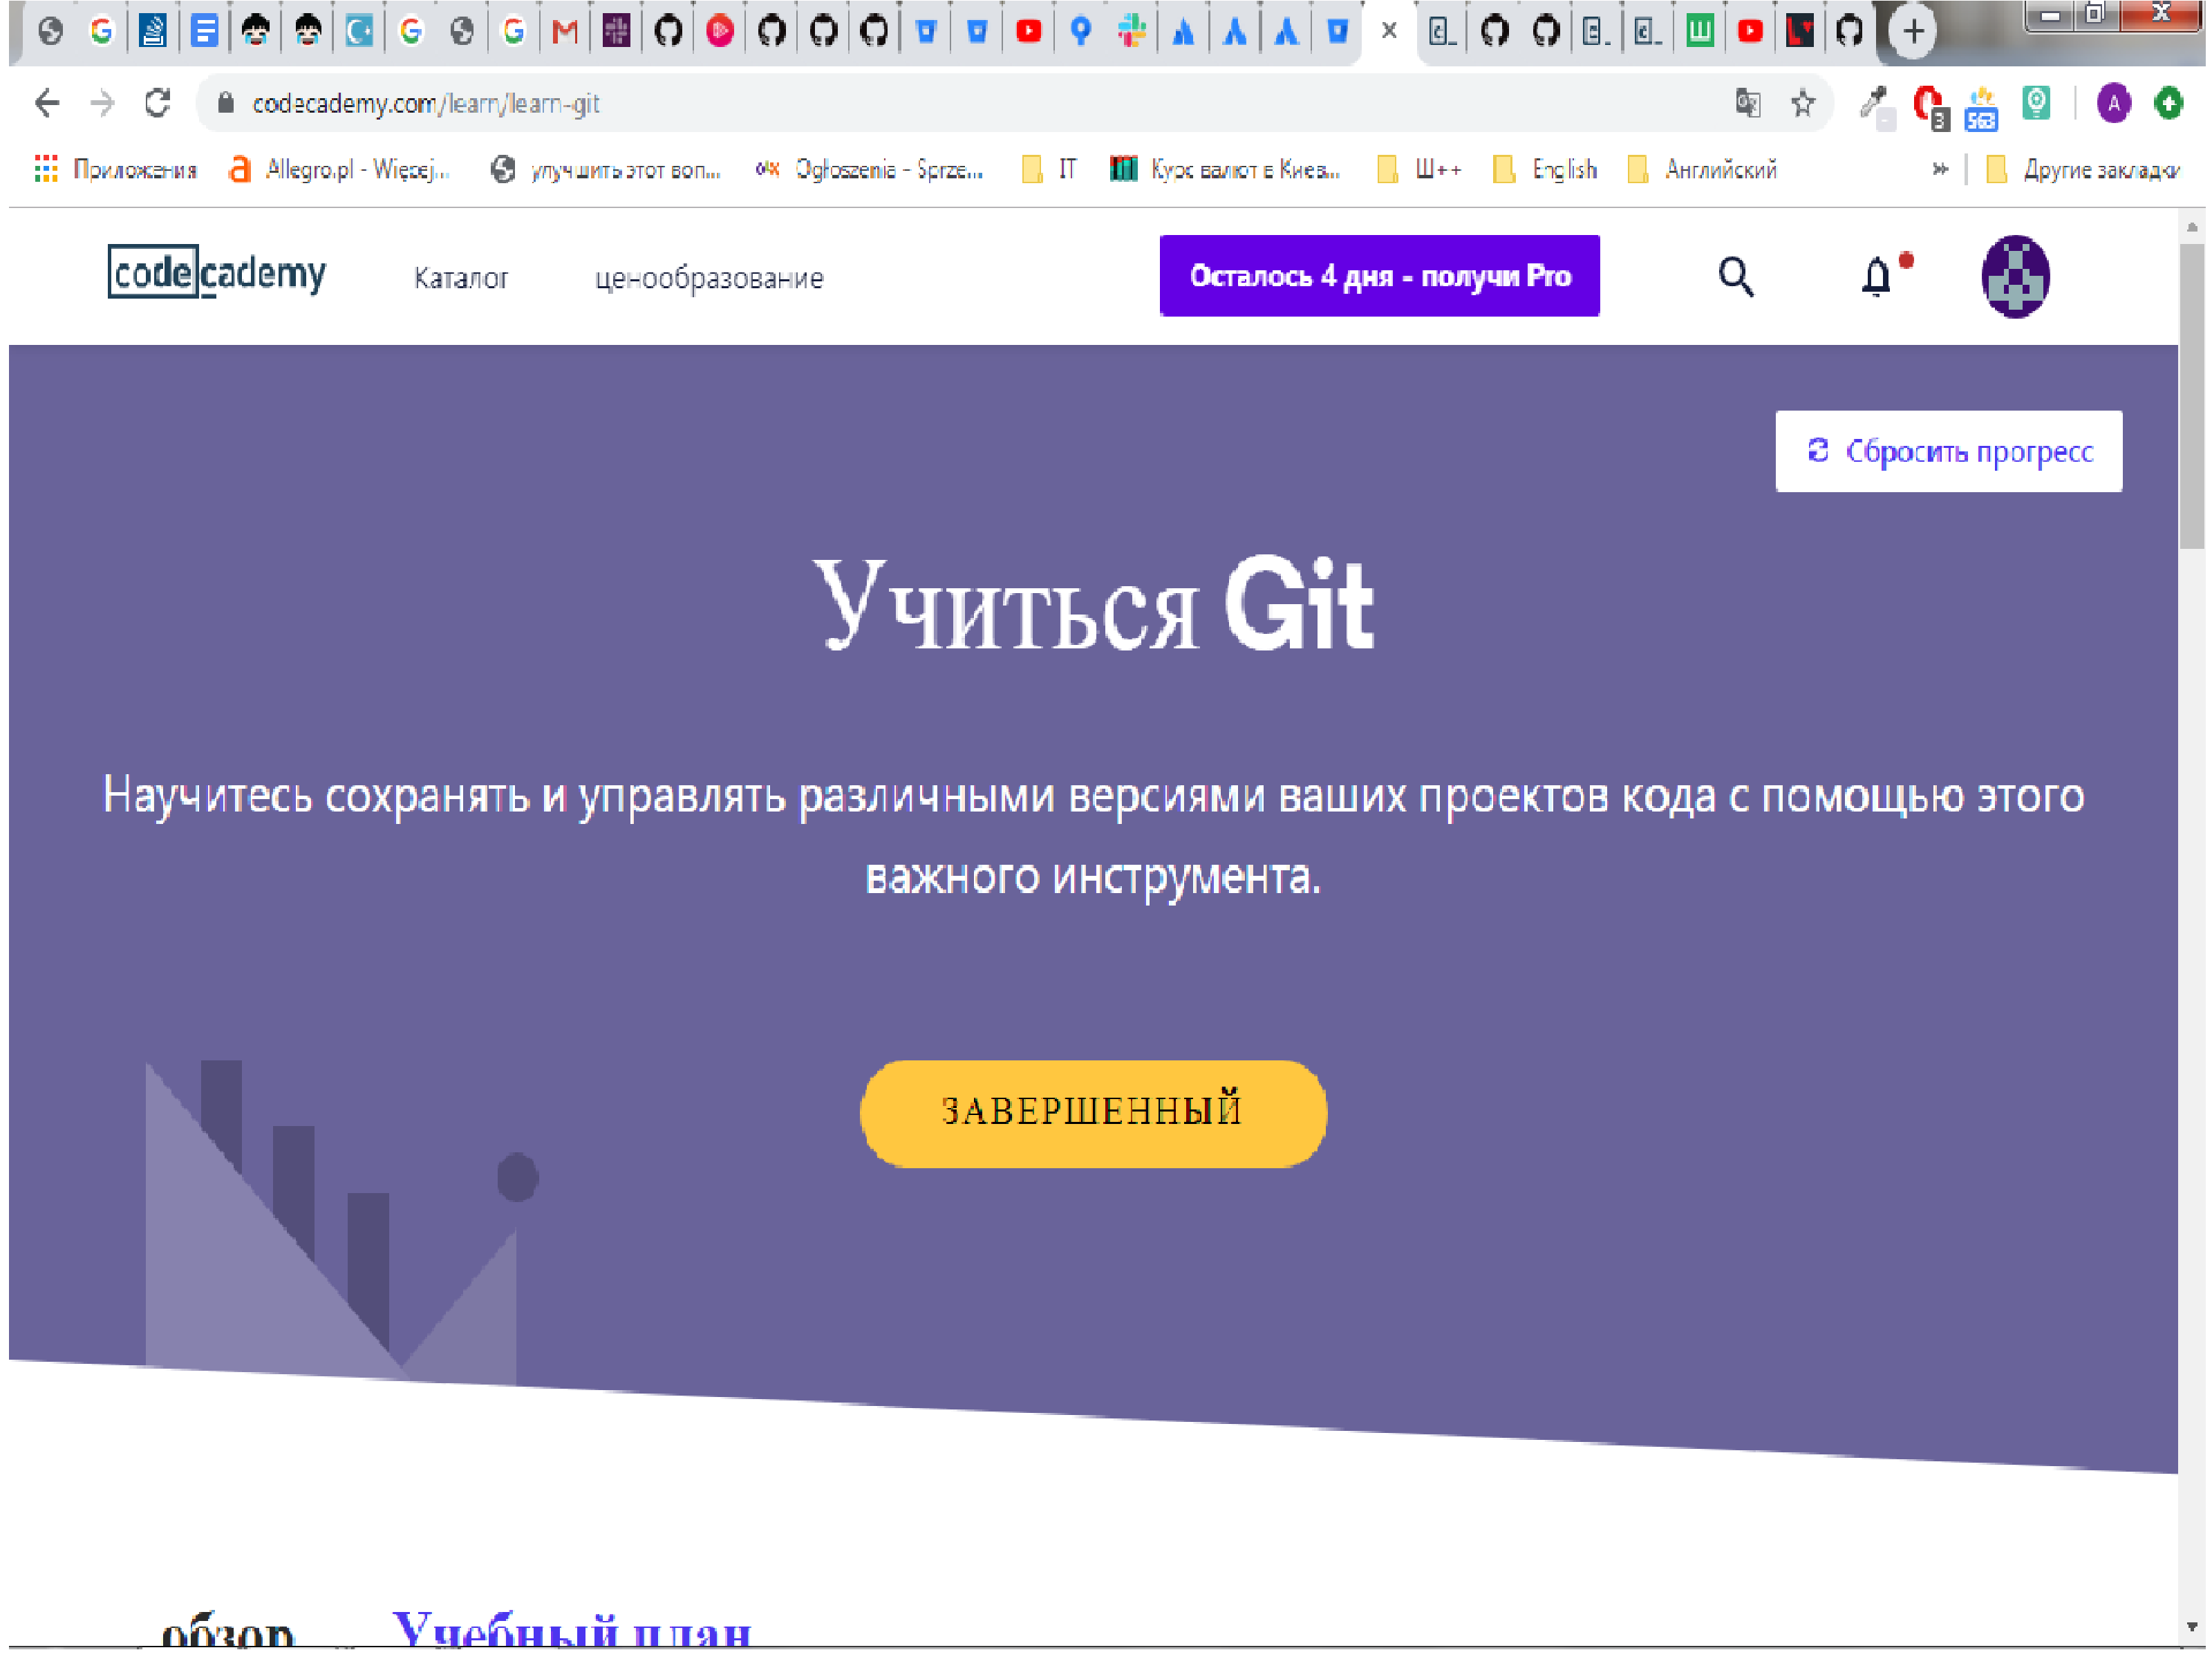 codecademy.com/learn/learn-git
Приложения Allegro.pl - Więcej... улучшить этот воп... Ogłoszenia - Sprze... IT Курс валют в Киев... Ш++ English Английский » Другие закладки
codecademy Каталог ценообразование Осталось 4 дня - получи Pro
Сбросить прогресс
Учиться Git
Научитесь сохранять и управлять различными версиями ваших проектов кода с помощью этого
важного инструмента.
ЗАВЕРШЕННЫЙ
обзор Учебный план